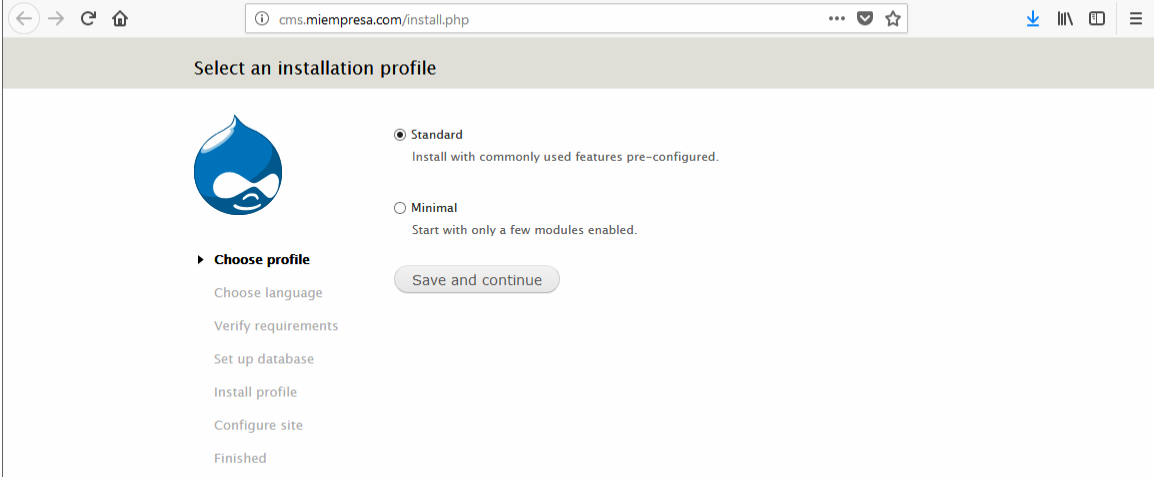 cms.miempresa.com/install.php
Select an installation profile
Standard
Install with commonly used features pre-configured.
Minimal
Start with only a few modules enabled.
Save and continue
Choose profile
Choose language
Verify requirements
Set up database
Install profile
Configure site
Finished